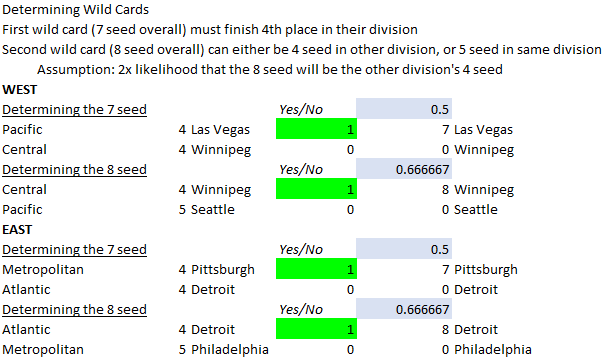 Determining Wild Cards
First wild card (7 seed overall) must finish 4th place in their division
Second wild card (8 seed overall) can either be 4 seed in other division, or 5 seed in same division
Assumption: 2x likelihood that the 8 seed will be the other division's 4 seed
WEST
Determining the 7 seed Yes/No 0.5
Pacific 4 Las Vegas 1 7 Las Vegas
Central 4 Winnipeg 0 0 Winnipeg
Determining the 8 seed Yes/No 0.666667
Central 4 Winnipeg 1 8 Winnipeg
Pacific 5 Seattle 0 0 Seattle
EAST
Determining the 7 seed Yes/No 0.5
Metropolitan 4 Pittsburgh 1 7 Pittsburgh
Atlantic 4 Detroit 0 0 Detroit
Determining the 8 seed Yes/No 0.666667
Atlantic 4 Detroit 1 8 Detroit
Metropolitan 5 Philadelphia 0 0 Philadelphia